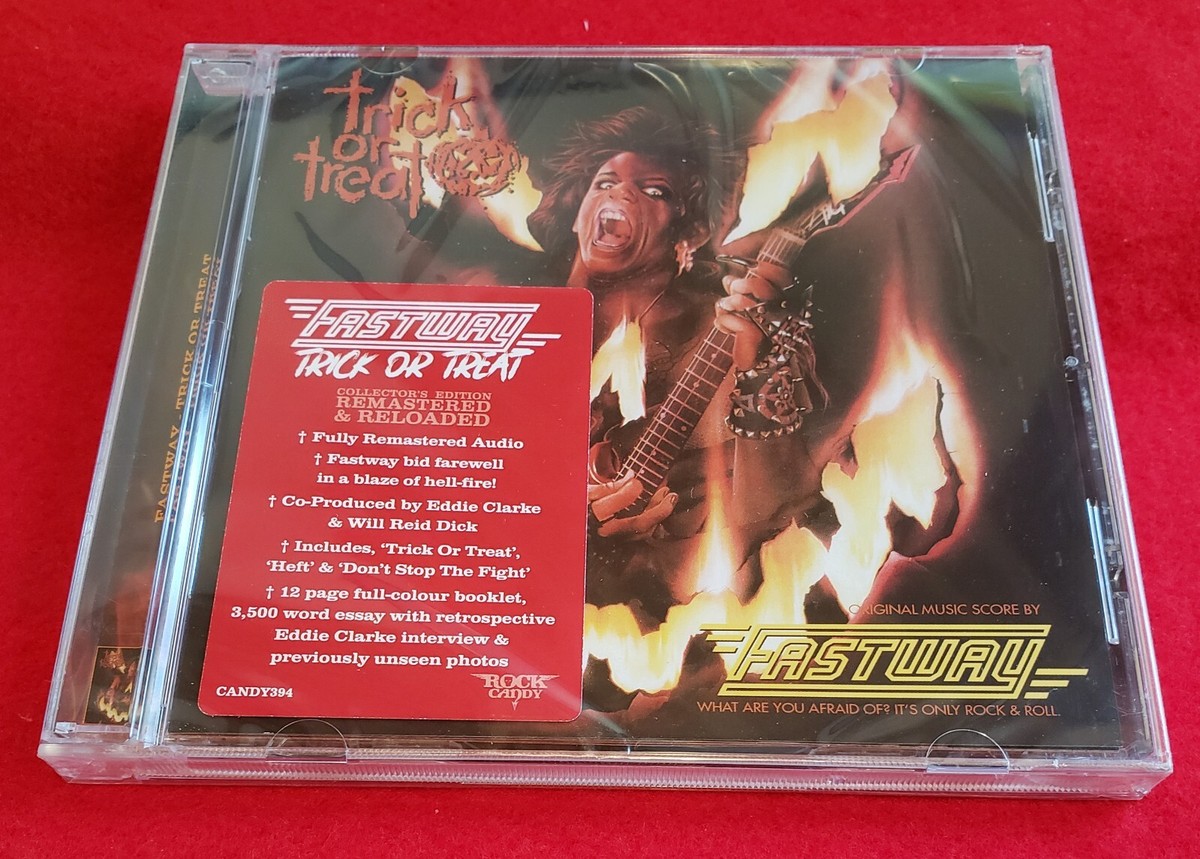 trick
or
treat
FASTWAY
TRICK OR TREAT
COLLECTOR'S EDITION
REMASTERED
& RELOADED
† Fully Remastered Audio
† Fastway bid farewell
in a blaze of hell-fire!
† Co-Produced by Eddie Clarke
& Will Reid Dick
† Includes, 'Trick Or Treat',
'Heft' & 'Don't Stop The Fight'
† 12 page full-colour booklet,
3,500 word essay with retrospective
Eddie Clarke interview &
previously unseen photos
CANDY394
ROCK
CANDY
ORIGINAL MUSIC SCORE BY
FASTWAY
WHAT ARE YOU AFRAID OF? IT'S ONLY ROCK & ROLL.
FASTWAY - TRICK OR TREAT